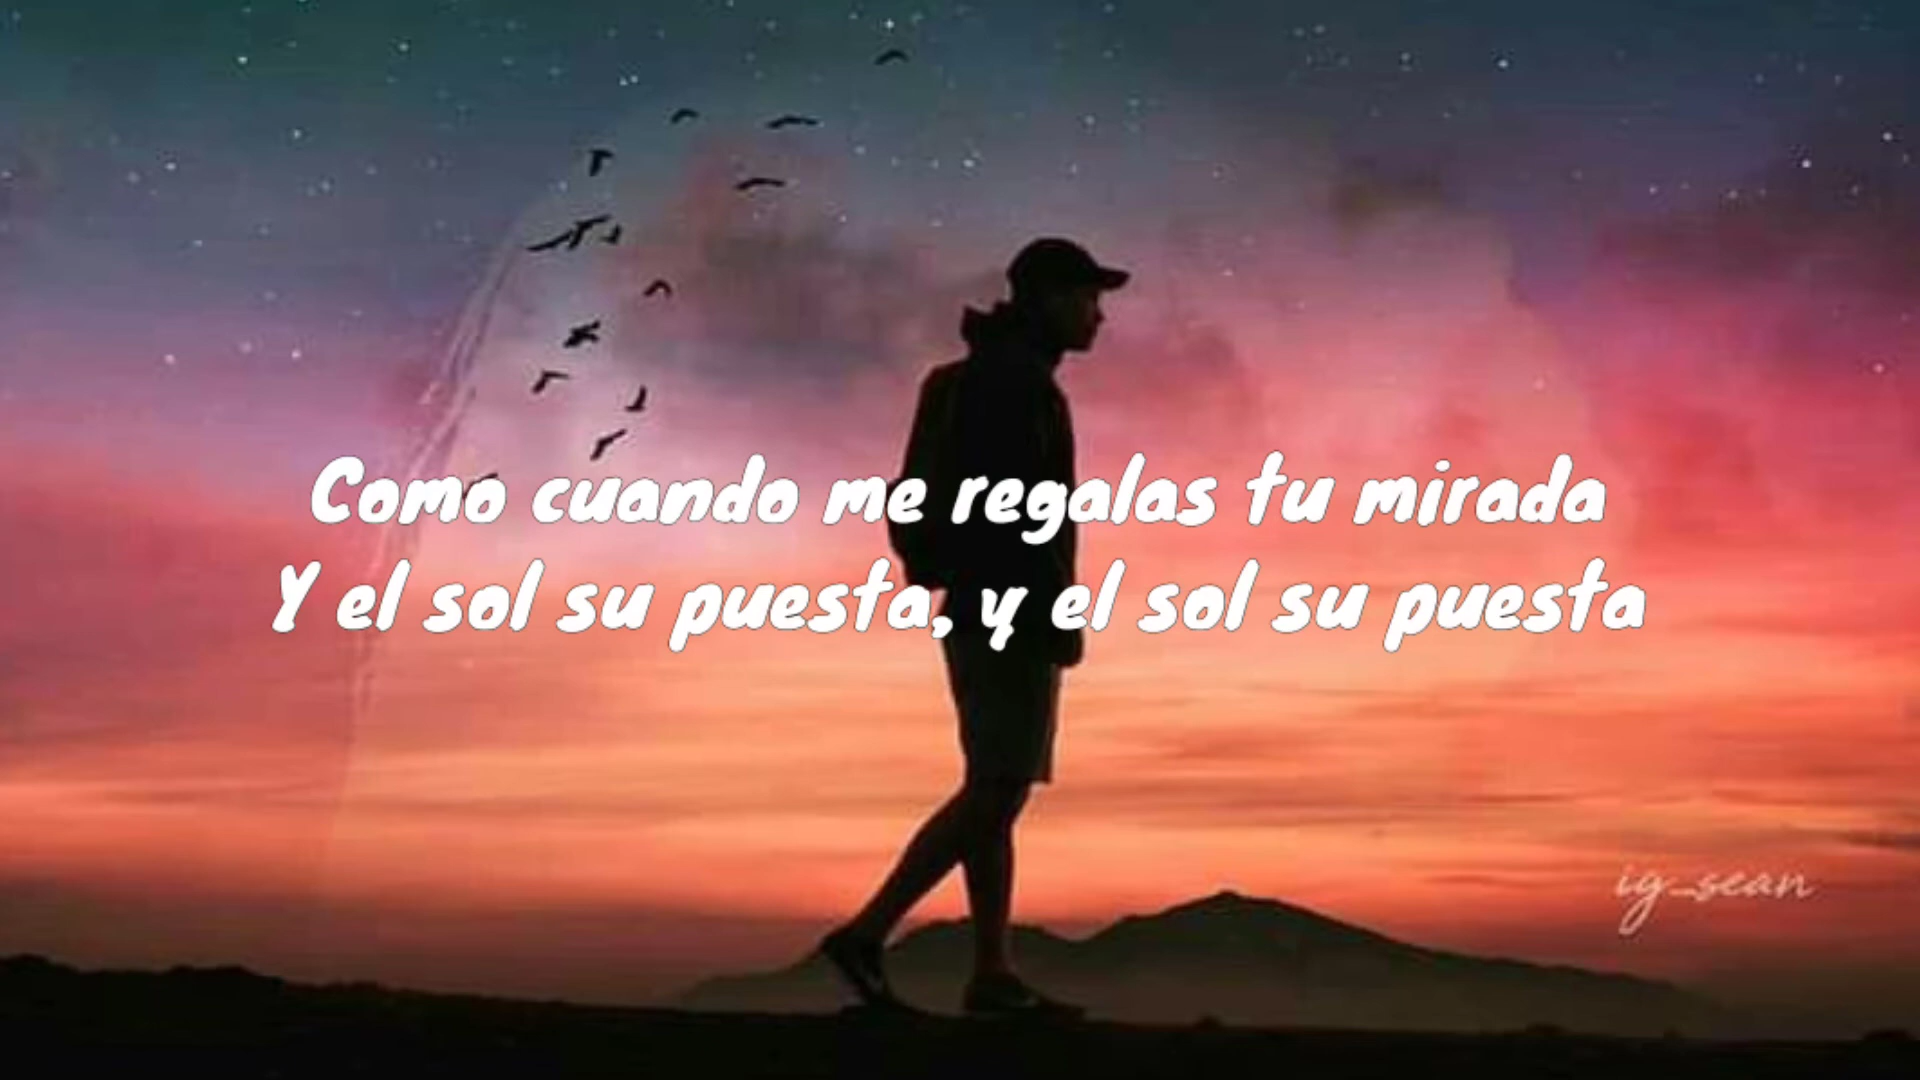 Como cuando me regalas tu mirada
Y el sol su puesta, y el sol su puesta
ig_sean